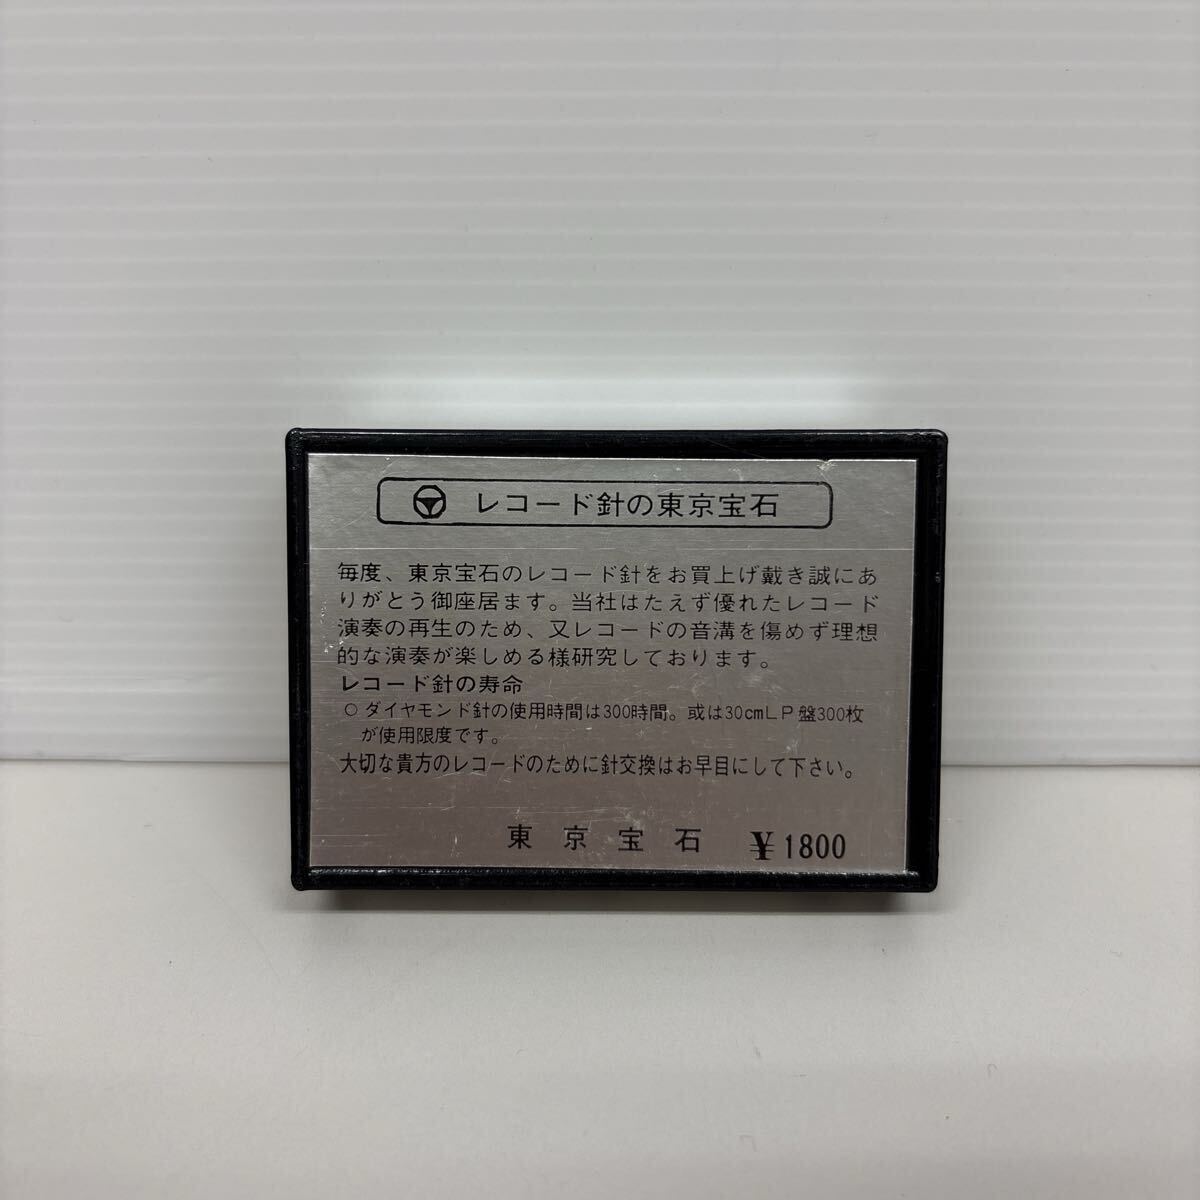 レコード針の東京宝石
毎度、東京宝石のレコード針をお買上げ戴き誠にあ
りがとう御座居ます。当社はたえず優れたレコード
演奏の再生のため、又レコードの音溝を傷めず理想
的な演奏が楽しめる様研究しております。
レコード針の寿命
○ ダイヤモンド針の使用時間は300時間。或は30cmLP盤300枚
が使用限度です。
大切な貴方のレコードのために針交換はお早目にして下さい。
東京宝石 ¥1800